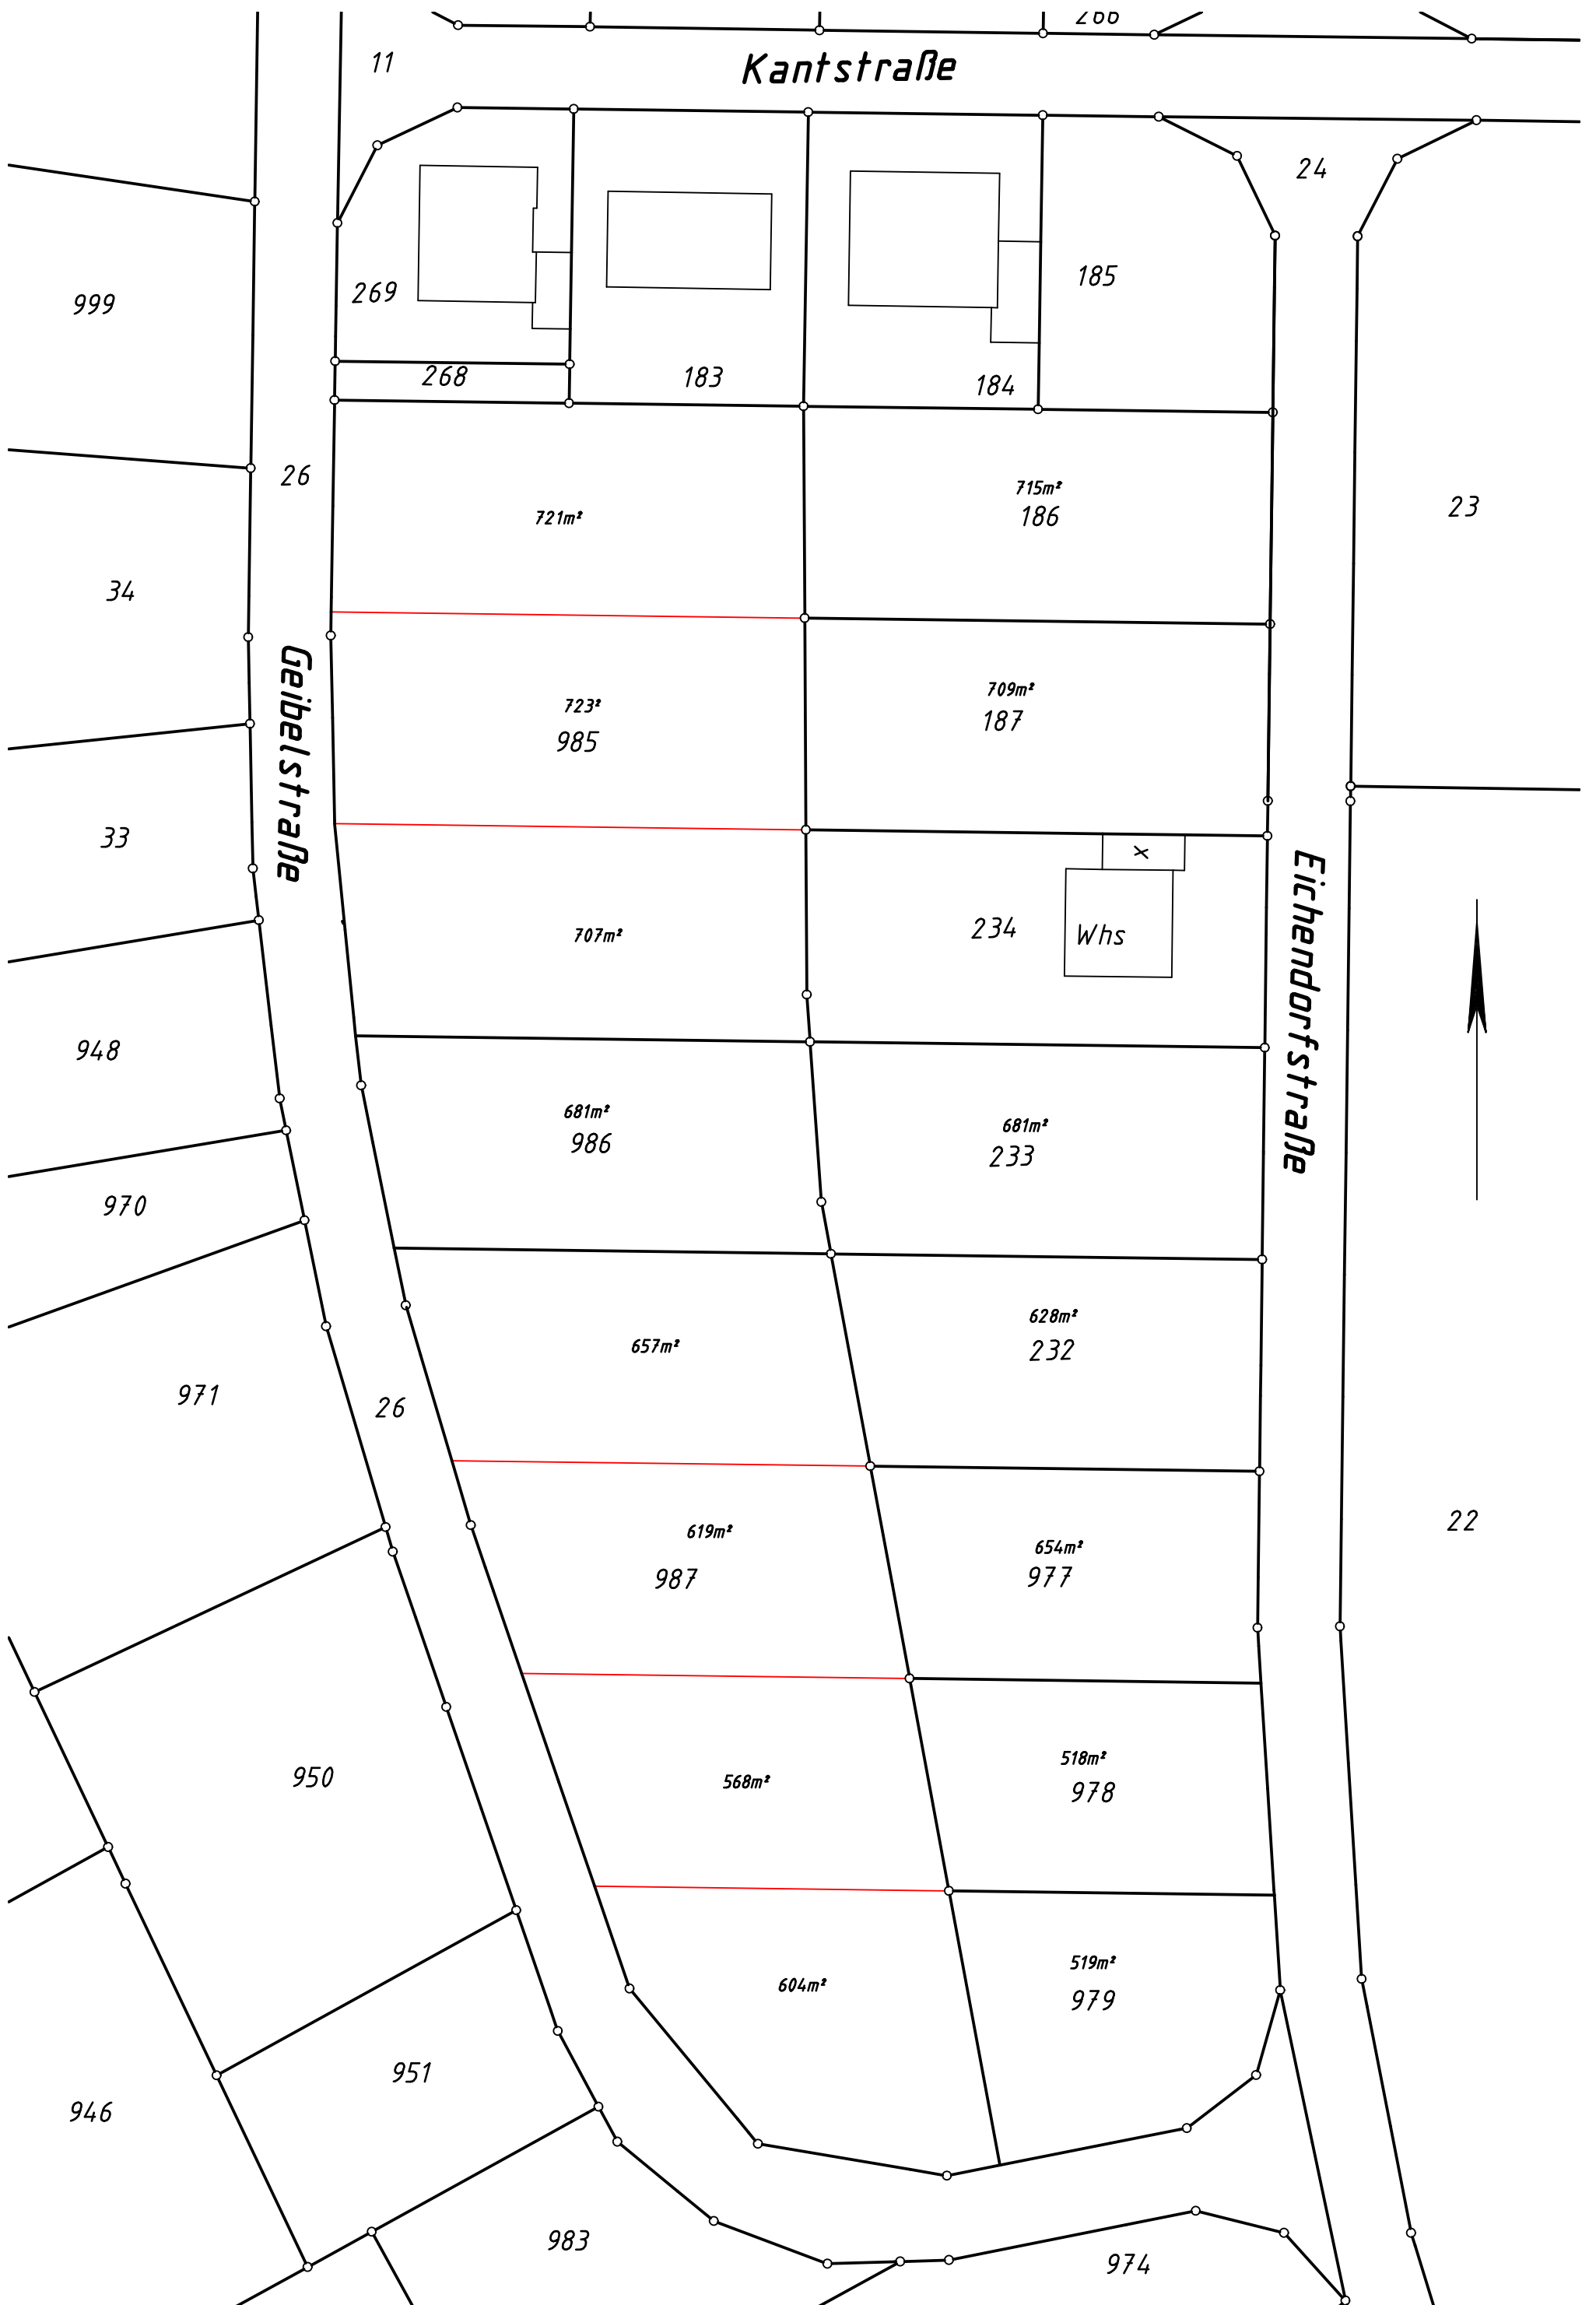 266
11
Kantstraße
24
999
269
185
268
183
184
26
721m²
715m²
186
23
34
Geibelstraße
723²
985
709m²
187
33
x
Whs
234
707m²
Eichendorfstraße
948
681m²
986
681m²
233
970
628m²
232
657m²
971
26
619m²
987
654m²
977
22
950
568m²
518m²
978
604m²
519m²
979
951
946
983
974